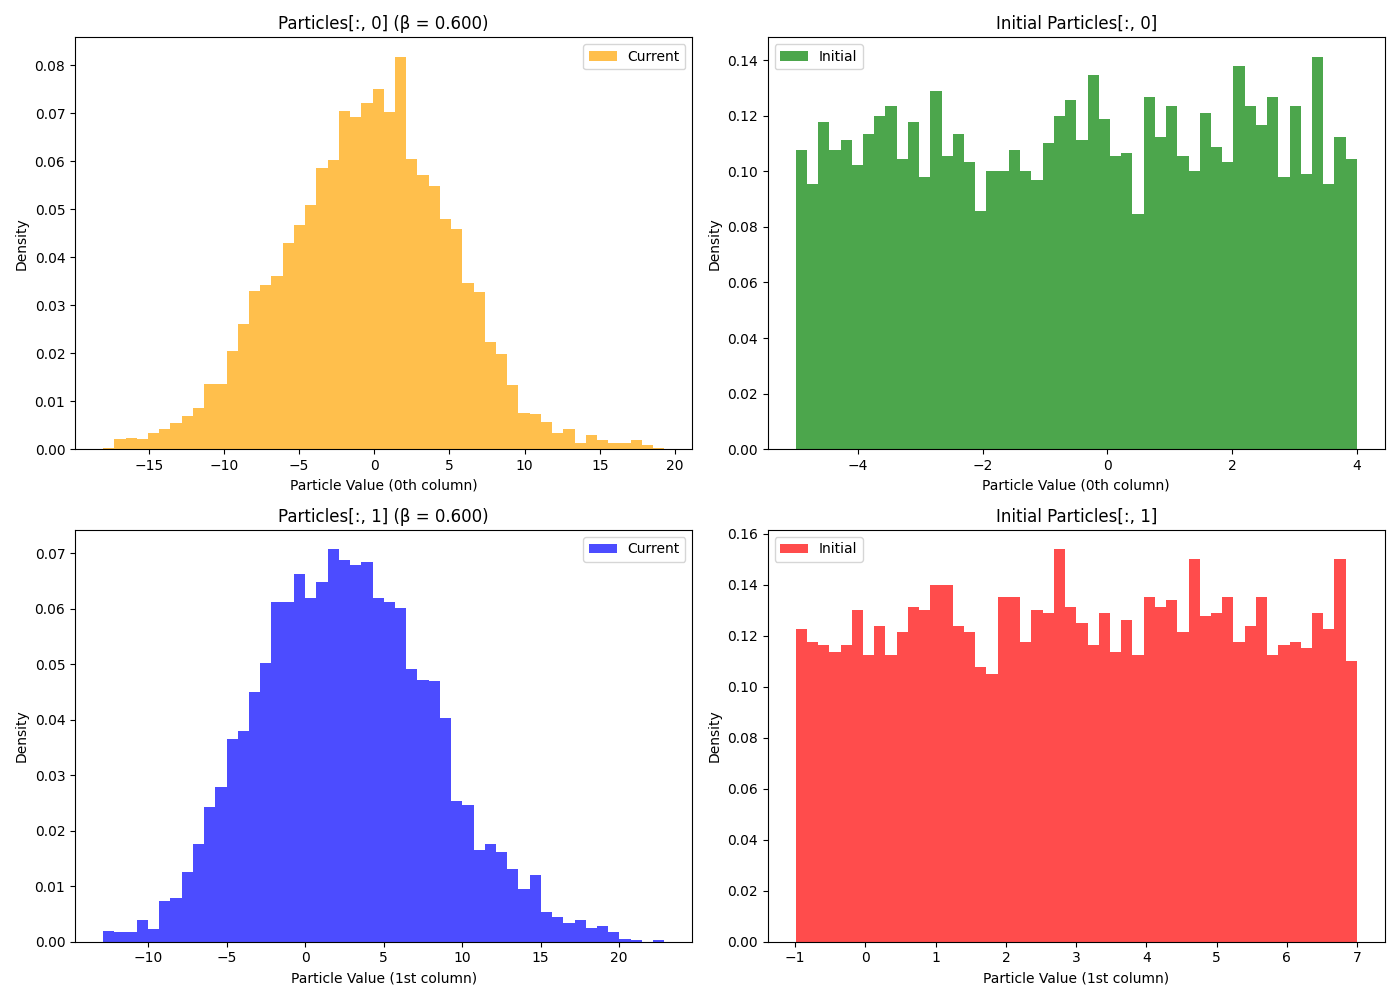 Particles[:, 0] (β = 0.600)
Current
0.08
0.07
0.06
0.05
0.04
0.03
0.02
0.01
0.00
Density
−15 −10 −5 0 5 10 15 20
Particle Value (0th column)
Initial Particles[:, 0]
Initial
0.14
0.12
0.10
0.08
0.06
0.04
0.02
0.00
Density
−4 −2 0 2 4
Particle Value (0th column)
Particles[:, 1] (β = 0.600)
Current
0.07
0.06
0.05
0.04
0.03
0.02
0.01
0.00
Density
−10 −5 0 5 10 15 20
Particle Value (1st column)
Initial Particles[:, 1]
Initial
0.16
0.14
0.12
0.10
0.08
0.06
0.04
0.02
0.00
Density
−1 0 1 2 3 4 5 6 7
Particle Value (1st column)